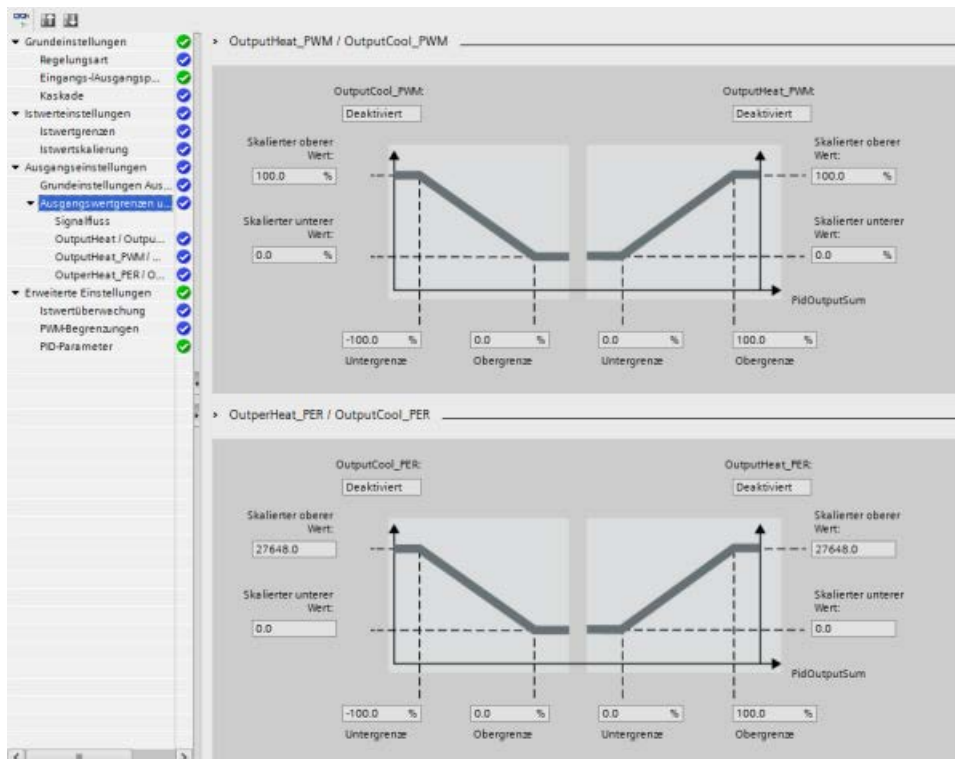 Grundeinstellungen
Regelungsart
Eingangs-/Ausgangsp...
Kaskade
Istwerteinstellungen
Istwertgrenzen
Istwertskalierung
Ausgangseinstellungen
Grundeinstellungen Aus...
Ausgangswertgrenzen u...
Signalfluss
OutputHeat / Outpu...
OutputHeat_PWM / ...
OutperHeat_PER / O...
Erweiterte Einstellungen
Istwertüberwachung
PWM-Begrenzungen
PID-Parameter
OutputHeat_PWM / OutputCool_PWM
OutputCool_PWM:
Deaktiviert
OutputHeat_PWM:
Deaktiviert
Skalierter oberer
Wert:
100.0 %
Skalierter oberer
Wert:
100.0 %
Skalierter unterer
Wert:
0.0 %
Skalierter unterer
Wert:
0.0 %
PidOutputSum
-100.0 % 0.0 % 0.0 % 100.0 %
Untergrenze Obergrenze Untergrenze Obergrenze
OutperHeat_PER / OutputCool_PER
OutputCool_PER:
Deaktiviert
OutputHeat_PER:
Deaktiviert
Skalierter oberer
Wert:
27648.0
Skalierter oberer
Wert:
27648.0
Skalierter unterer
Wert:
0.0
Skalierter unterer
Wert:
0.0
PidOutputSum
-100.0 % 0.0 % 0.0 % 100.0 %
Untergrenze Obergrenze Untergrenze Obergrenze